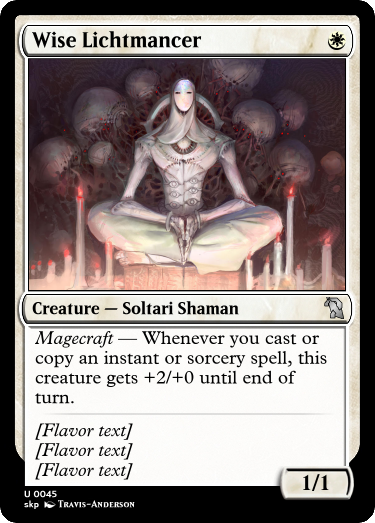 Wise Lichtmancer
Creature — Soltari Shaman
Magecraft — Whenever you cast or
copy an instant or sorcery spell, this
creature gets +2/+0 until end of
turn.
[Flavor text]
[Flavor text]
[Flavor text]
1/1
U 0045
skp Travis-Anderson